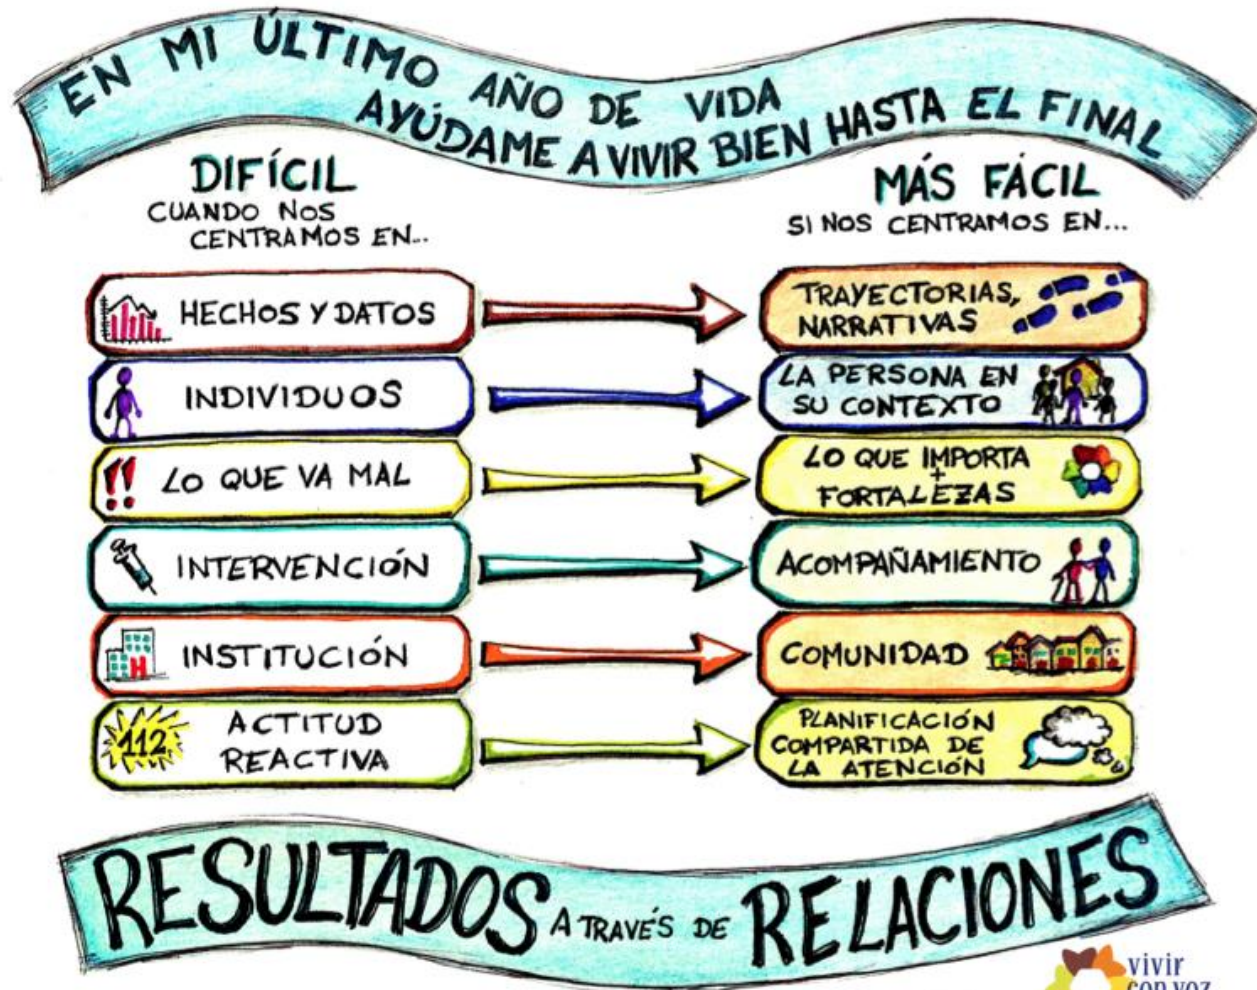 EN MI ÚLTIMO AÑO DE VIDA
AYÚDAME A VIVIR BIEN HASTA EL FINAL
DIFÍCIL
CUANDO NOS
CENTRAMOS EN...
MÁS FÁCIL
SI NOS CENTRAMOS EN...
HECHOS Y DATOS
TRAYECTORIAS,
NARRATIVAS
INDIVIDUOS
LA PERSONA EN
SU CONTEXTO
LO QUE VA MAL
LO QUE IMPORTA
+
FORTALEZAS
INTERVENCIÓN
ACOMPAÑAMIENTO
H
INSTITUCIÓN
COMUNIDAD
112
ACTITUD
REACTIVA
PLANIFICACIÓN
COMPARTIDA DE
LA ATENCIÓN
RESULTADOS A TRAVÉS DE RELACIONES
vivir
con voz